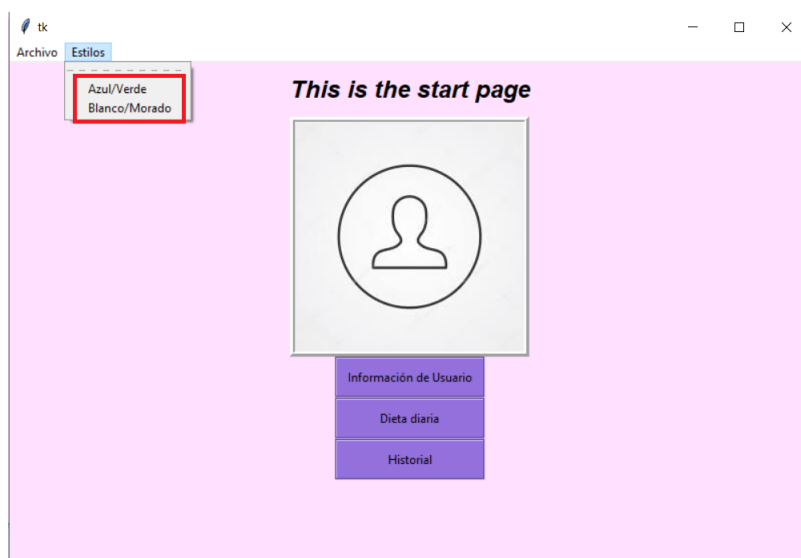 tk
Archivo Estilos
Azul/Verde
Blanco/Morado
This is the start page
Información de Usuario
Dieta diaria
Historial